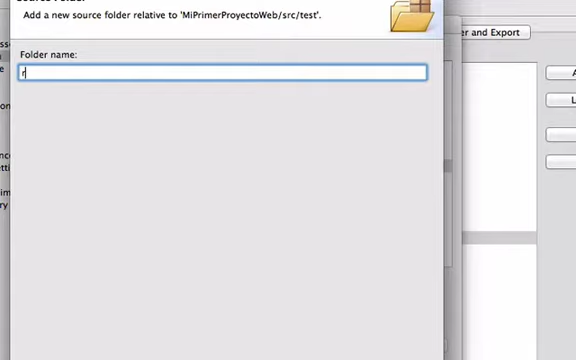 Add a new source folder relative to 'MiPrimerProyectoWeb/src/test'.
er and Export
Folder name:
r